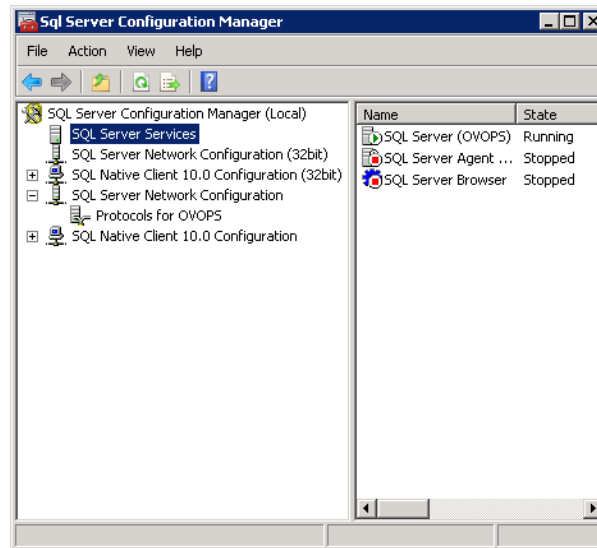 Sql Server Configuration Manager
File Action View Help
SQL Server Configuration Manager (Local)
SQL Server Services
SQL Server Network Configuration (32bit)
SQL Native Client 10.0 Configuration (32bit)
SQL Server Network Configuration
Protocols for OVOPS
SQL Native Client 10.0 Configuration
Name State
SQL Server (OVOPS) Running
SQL Server Agent ... Stopped
SQL Server Browser Stopped